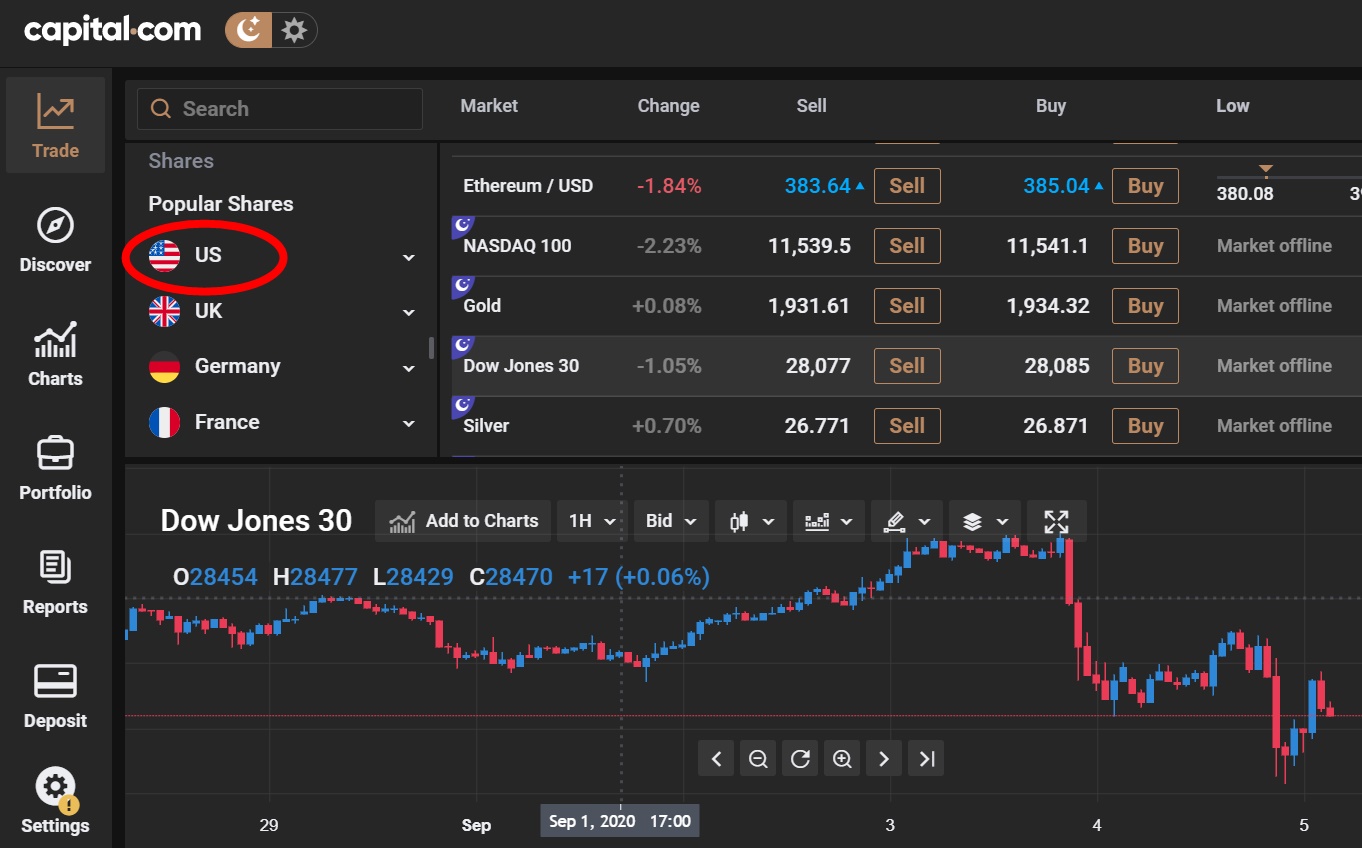 capital.com
Search
Market Change Sell Buy Low
Trade
Shares
Popular Shares
US
UK
Germany
France
Ethereum / USD -1.84% 383.64 Sell 385.04 Buy 380.08 39
NASDAQ 100 -2.23% 11,539.5 Sell 11,541.1 Buy Market offline
Gold +0.08% 1,931.61 Sell 1,934.32 Buy Market offline
Dow Jones 30 -1.05% 28,077 Sell 28,085 Buy Market offline
Silver +0.70% 26.771 Sell 26.871 Buy Market offline
Discover
Charts
Portfolio
Reports
Deposit
!
Settings
Dow Jones 30 Add to Charts 1H Bid
O28454 H28477 L28429 C28470 +17 (+0.06%)
29 Sep Sep 1, 2020 17:00 3 4 5